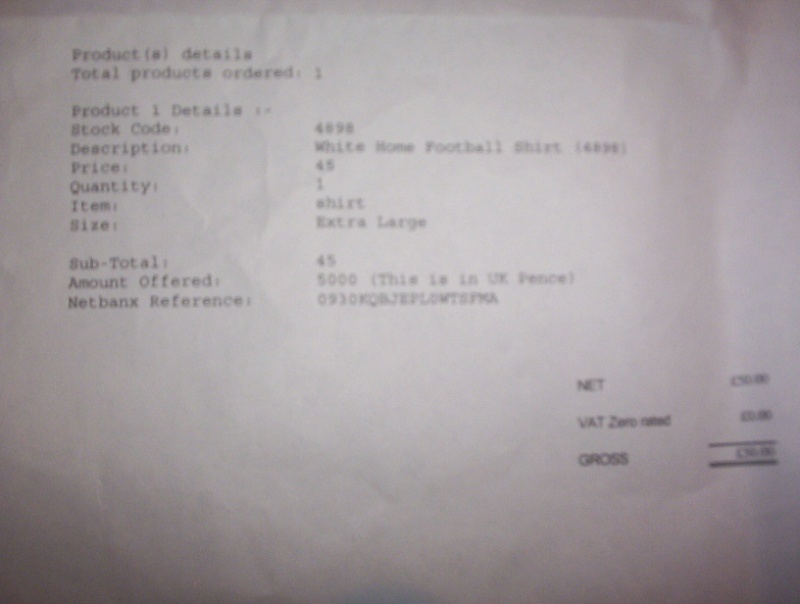 Product(s) details
Total products ordered: 1
Product 1 Details :-
Stock Code: 4898
Description: White Home Football Shirt (4898)
Price: 45
Quantity: 1
Item: shirt
Size: Extra Large
Sub-Total: 45
Amount Offered: 5000 (This is in UK Pence)
Netbanx Reference:
NET £50.00
VAT Zero rated £0.00
GROSS £50.00